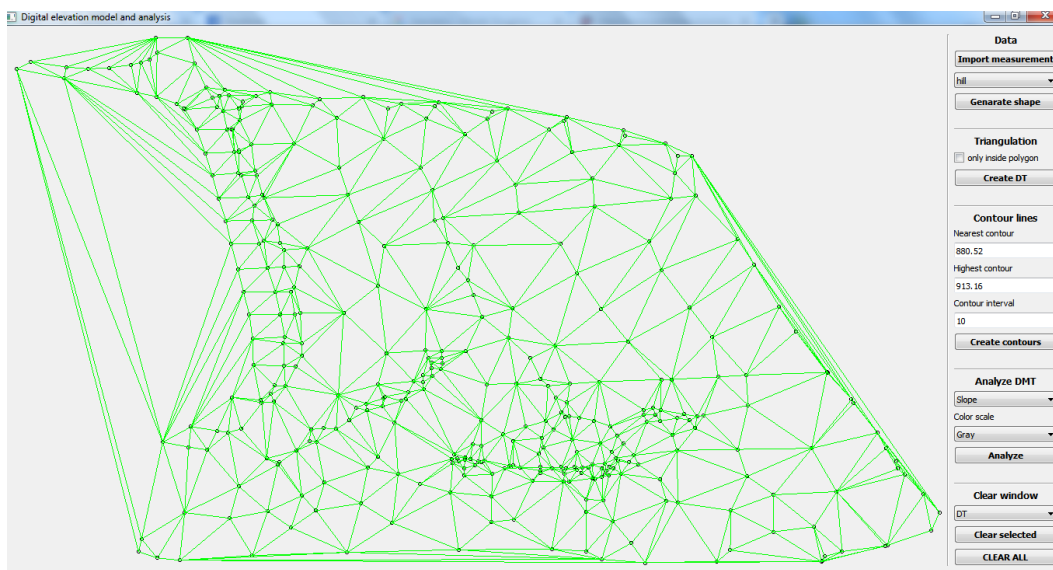 Digital elevation model and analysis
Data
Import measurement
hill
Genarate shape
Triangulation
only inside polygon
Create DT
Contour lines
Nearest contour
880.52
Highest contour
913.16
Contour interval
10
Create contours
Analyze DMT
Slope
Color scale
Gray
Analyze
Clear window
DT
Clear selected
CLEAR ALL